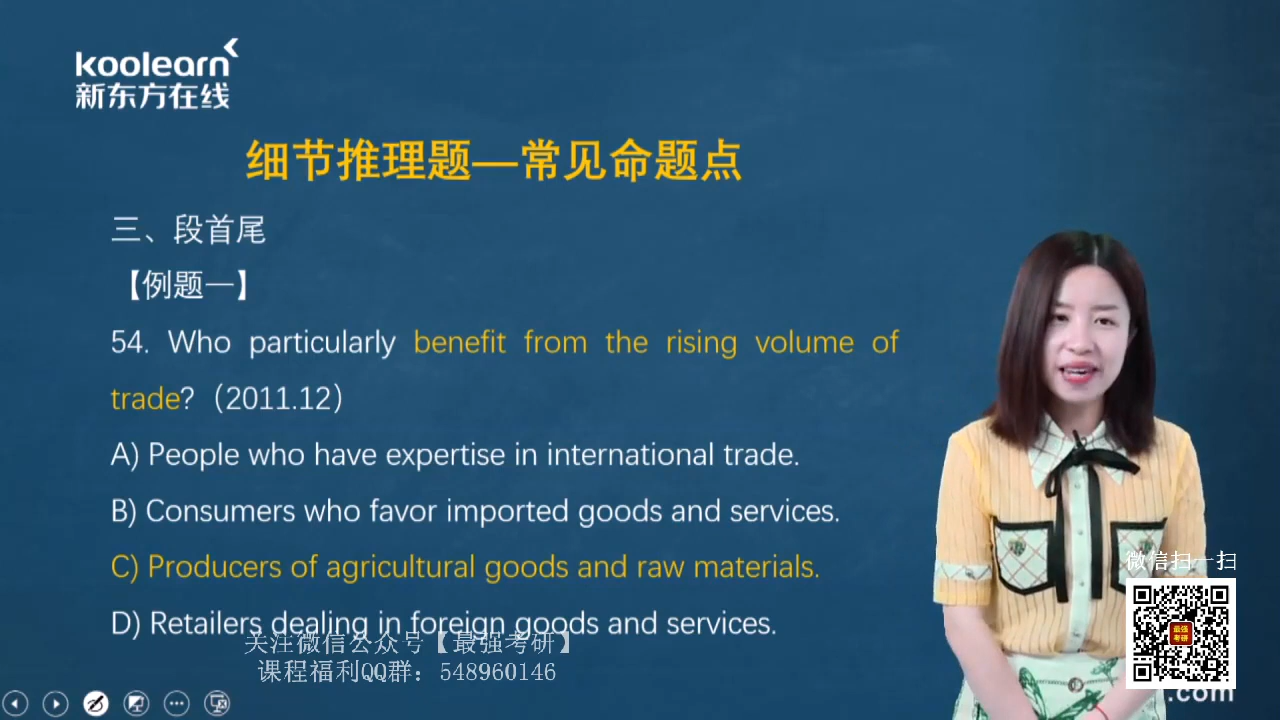 koolearn
新东方在线
细节推理题—常见命题点
三、段首尾
【例题一】
54. Who particularly benefit from the rising volume of
trade?（2011.12）
A) People who have expertise in international trade.
B) Consumers who favor imported goods and services.
C) Producers of agricultural goods and raw materials.
D) Retailers dealing in foreign goods and services.
关注微信公众号【最强考研】
课程福利QQ群：548960146
微信扫一扫
最强
考研
.com